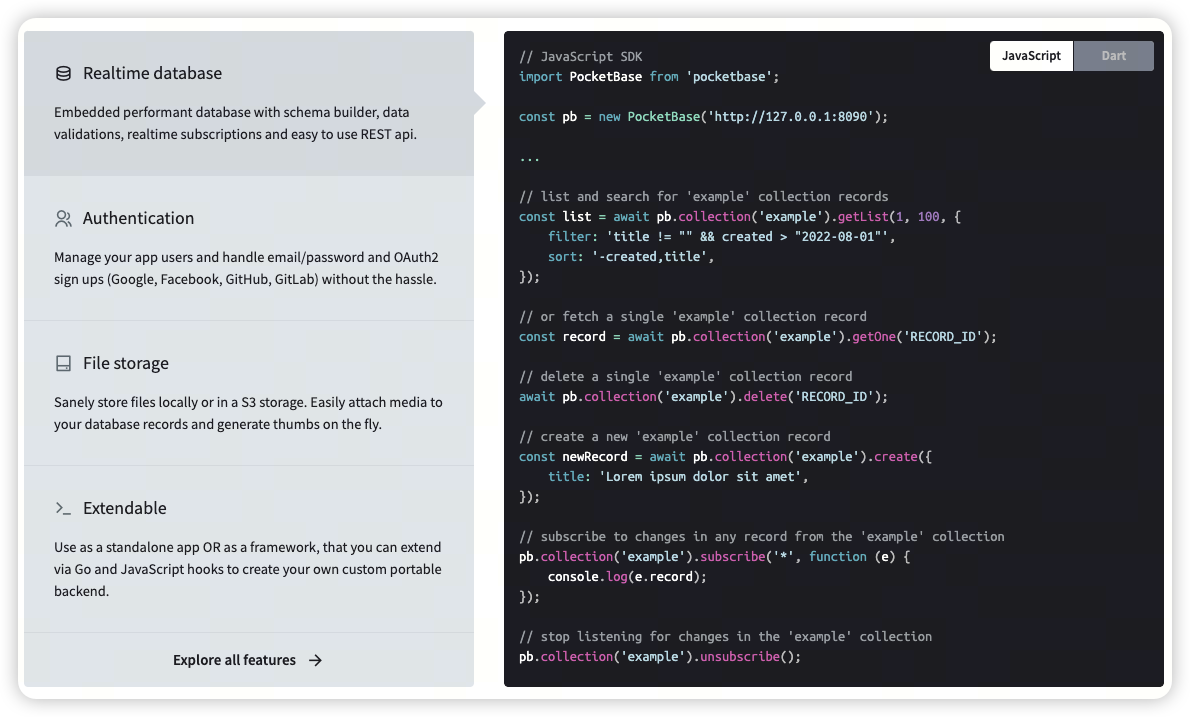 Realtime database
Embedded performant database with schema builder, data
validations, realtime subscriptions and easy to use REST api.
Authentication
Manage your app users and handle email/password and OAuth2
sign ups (Google, Facebook, GitHub, GitLab) without the hassle.
File storage
Sanely store files locally or in a S3 storage. Easily attach media to
your database records and generate thumbs on the fly.
Extendable
Use as a standalone app OR as a framework, that you can extend
via Go and JavaScript hooks to create your own custom portable
backend.
Explore all features →
JavaScript Dart
// JavaScript SDK
import PocketBase from 'pocketbase';

const pb = new PocketBase('http://127.0.0.1:8090');

...

// list and search for 'example' collection records
const list = await pb.collection('example').getList(1, 100, {
    filter: 'title != "" && created > "2022-08-01"',
    sort: '-created,title',
});

// or fetch a single 'example' collection record
const record = await pb.collection('example').getOne('RECORD_ID');

// delete a single 'example' collection record
await pb.collection('example').delete('RECORD_ID');

// create a new 'example' collection record
const newRecord = await pb.collection('example').create({
    title: 'Lorem ipsum dolor sit amet',
});

// subscribe to changes in any record from the 'example' collection
pb.collection('example').subscribe('*', function (e) {
    console.log(e.record);
});

// stop listening for changes in the 'example' collection
pb.collection('example').unsubscribe();